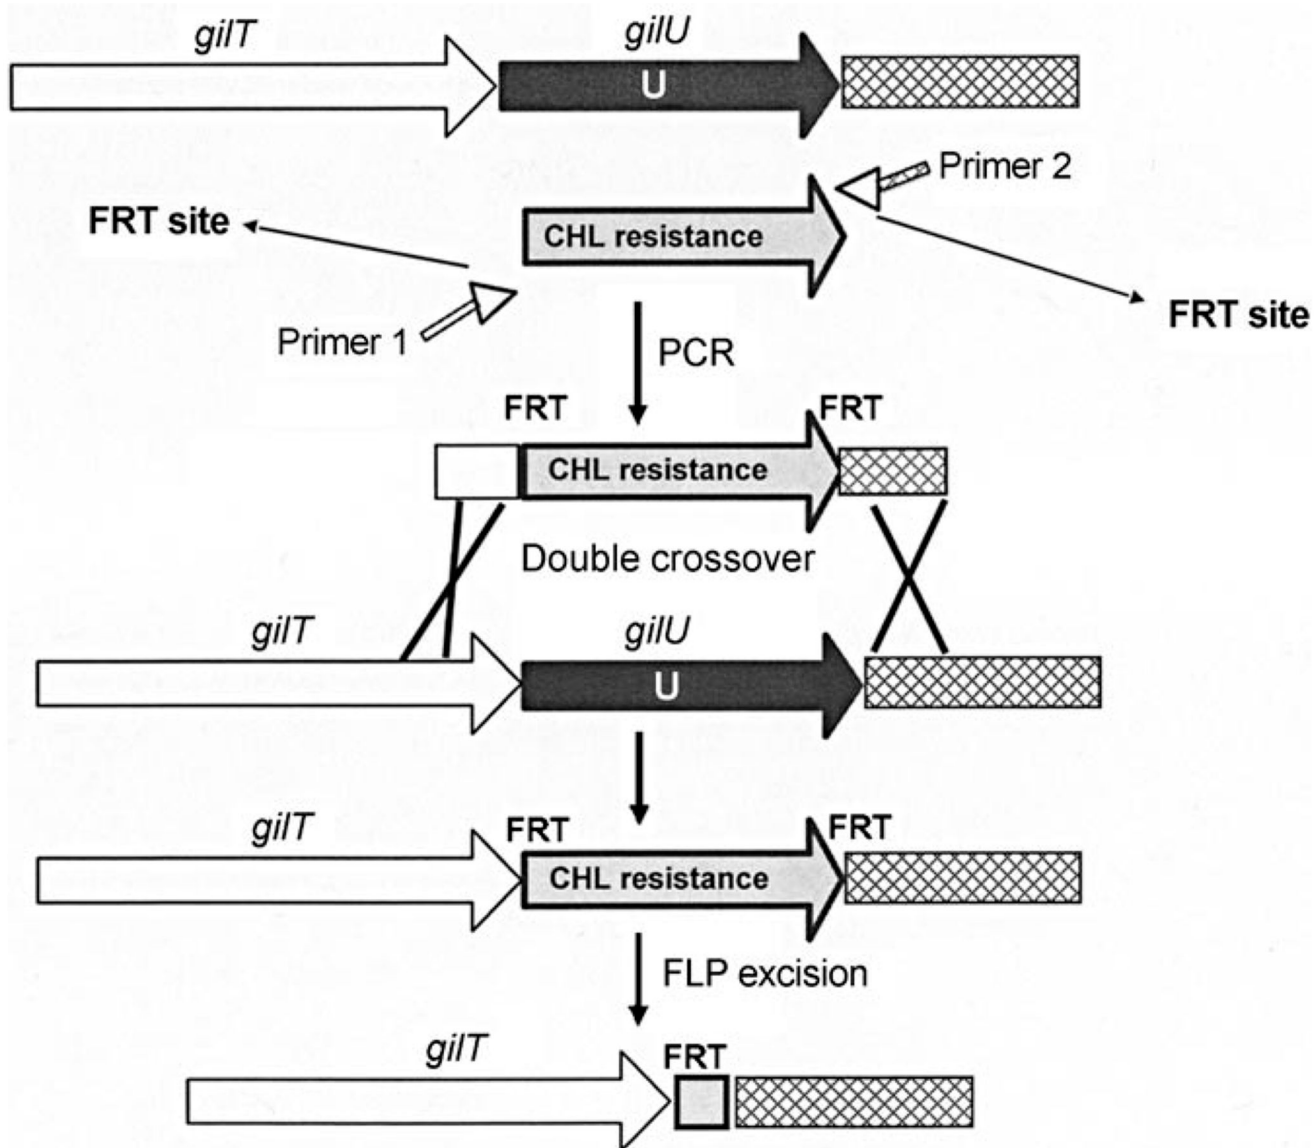 gilT gilU
U
Primer 2
FRT site
CHL resistance
FRT site
Primer 1
PCR
FRT FRT
CHL resistance
Double crossover
gilT gilU
U
gilT FRT FRT
CHL resistance
FLP excision
gilT FRT